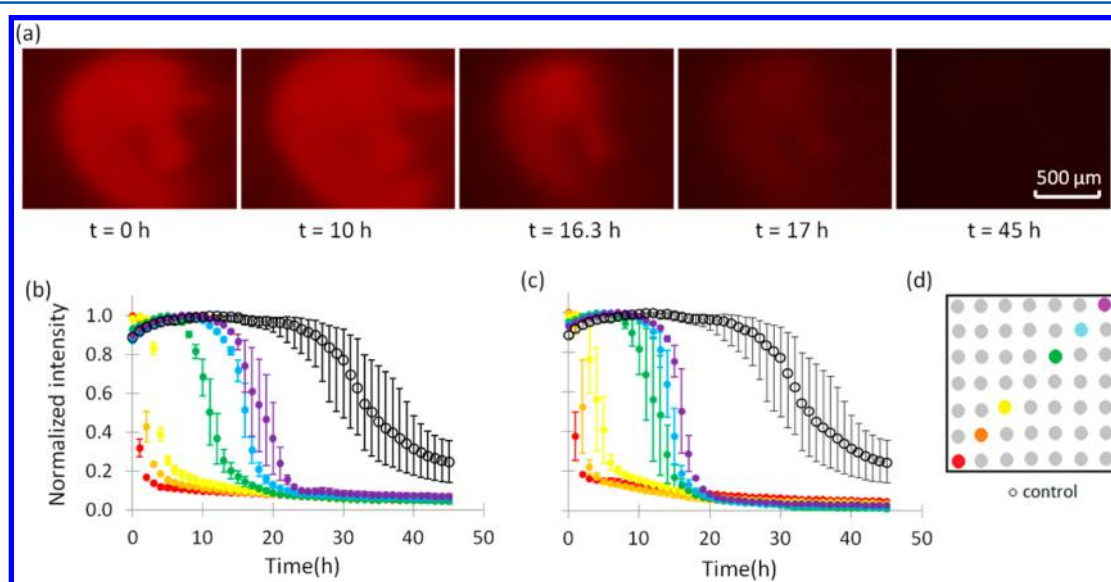 (a)
500 µm
t = 0 h
t = 10 h
16.3 h
t = 17 h
t = 45 h
(b)
(c)
(d)
Normalized intensity
1.0
0.8
0.6
0.4
0.2
0.0
0 10 20 30 40 50
Time(h)
0 10 20 30 40 50
Time(h)
control